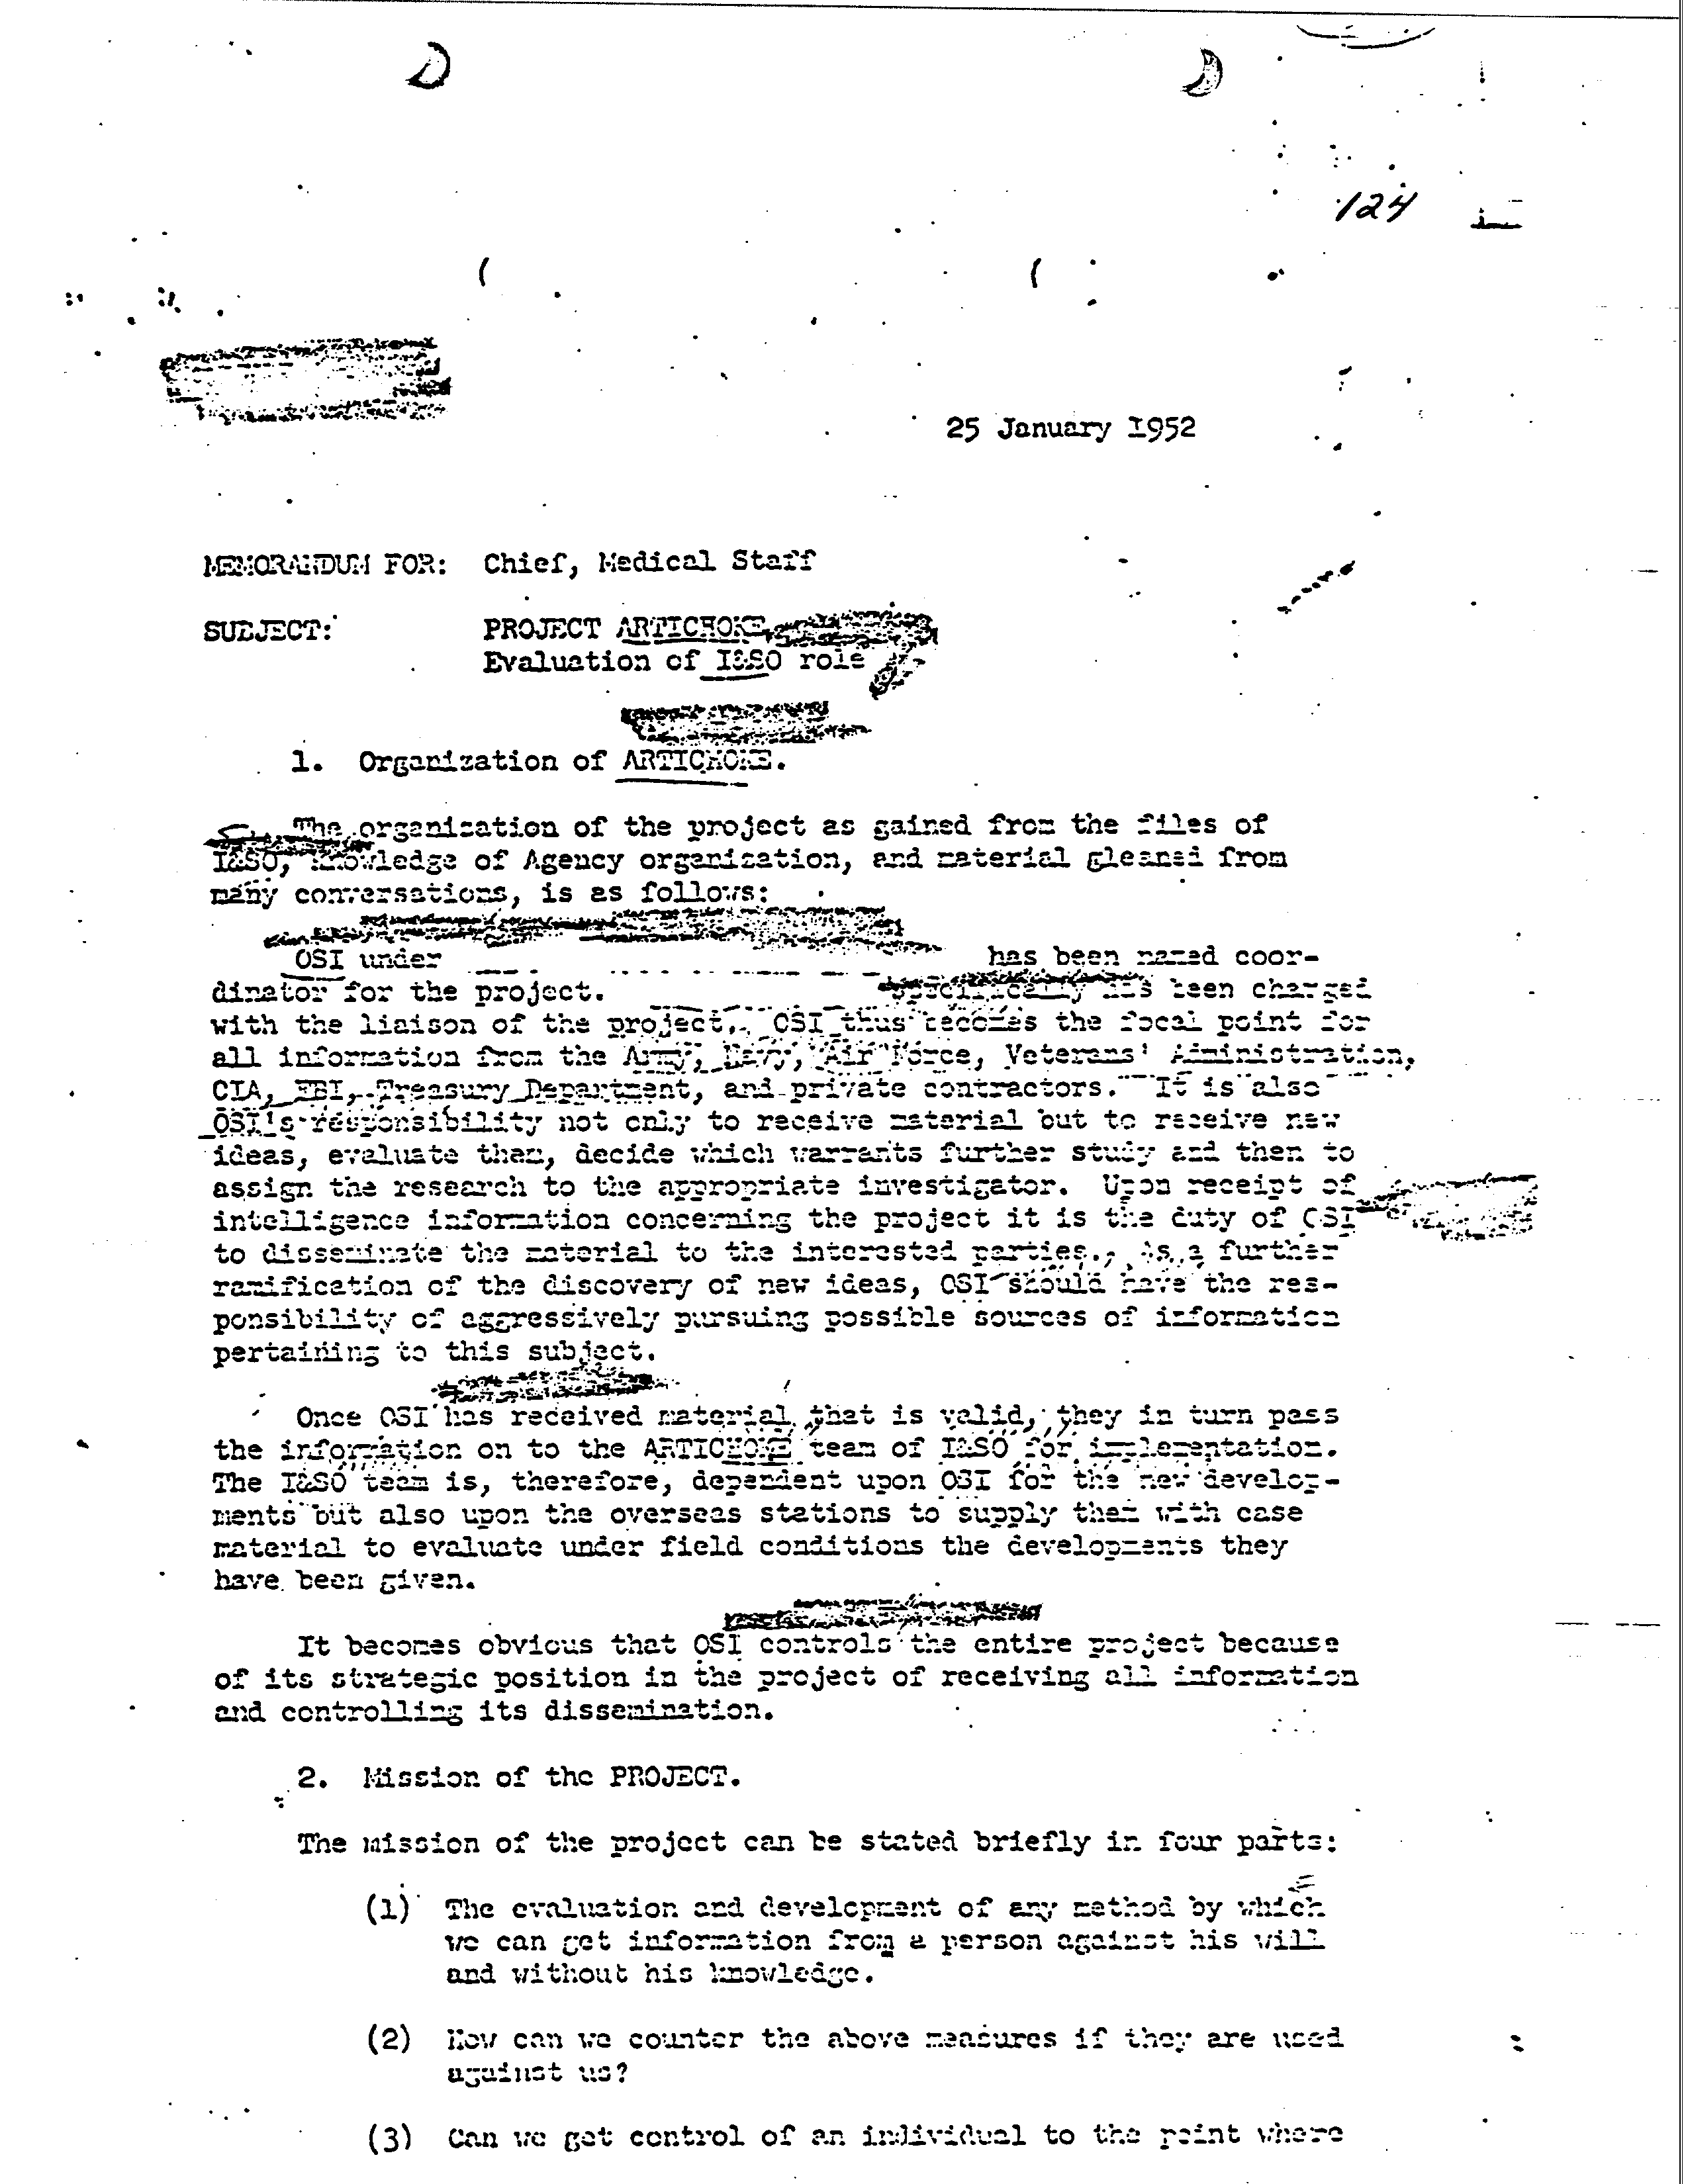 124
25 January 1952
MEMORANDUM FOR: Chief, Medical Staff
SUBJECT: PROJECT ARTICHOKE
Evaluation of I&SO role
1. Organization of ARTICHOKE.
The organization of the project as gained from the files of
I&SO, knowledge of Agency organization, and material gleaned from
many conversations, is as follows:
OSI under has been named coor-
dinator for the project. specifically has been charged
with the liaison of the project. OSI thus becomes the focal point for
all information from the Army, Navy, Air Force, Veterans' Administration,
CIA, FBI, Treasury Department, and private contractors. It is also
OSI's responsibility not only to receive material but to receive new
ideas, evaluate them, decide which warrants further study and then to
assign the research to the appropriate investigator. Upon receipt of
intelligence information concerning the project it is the duty of OSI
to disseminate the material to the interested parties. As a further
ramification of the discovery of new ideas, OSI should have the res-
ponsibility of aggressively pursuing possible sources of information
pertaining to this subject.
Once OSI has received material that is valid, they in turn pass
the information on to the ARTICHOKE team of I&SO for implementation.
The I&SO team is, therefore, dependent upon OSI for the new develop-
ments but also upon the overseas stations to supply them with case
material to evaluate under field conditions the developments they
have been given.
It becomes obvious that OSI controls the entire project because
of its strategic position in the project of receiving all information
and controlling its dissemination.
2. Mission of the PROJECT.
The mission of the project can be stated briefly in four parts:
(1) The evaluation and development of any method by which
we can get information from a person against his will
and without his knowledge.
(2) How can we counter the above measures if they are used
against us?
(3) Can we get control of an individual to the point where